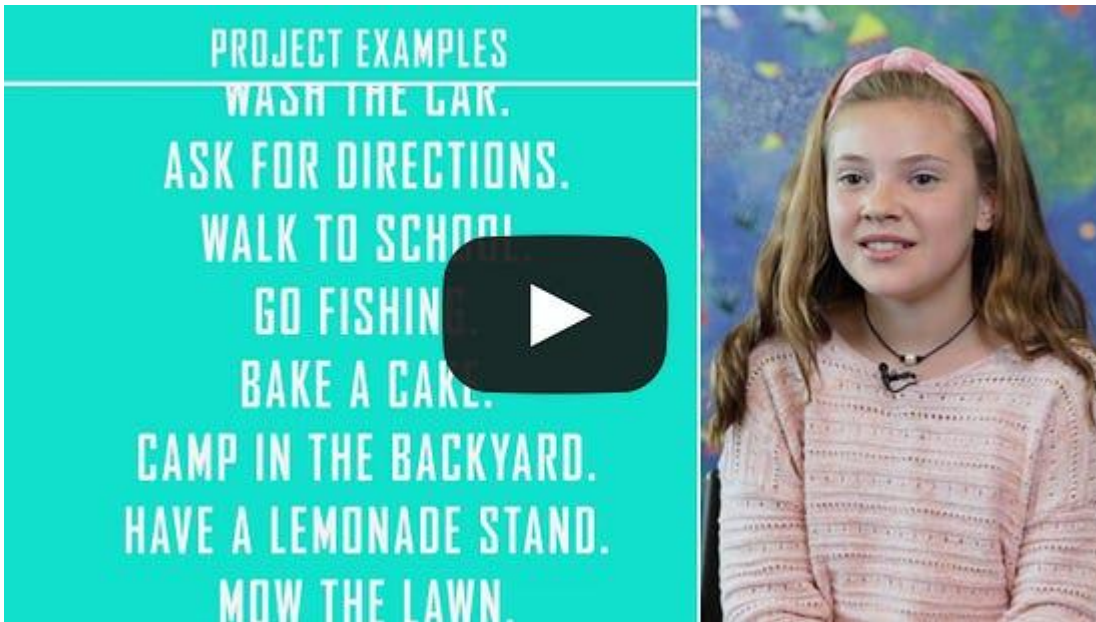 PROJECT EXAMPLES
WASH THE CAR.
ASK FOR DIRECTIONS.
WALK TO SCHOOL.
GO FISHING.
BAKE A CAKE.
CAMP IN THE BACKYARD.
HAVE A LEMONADE STAND.
MOW THE LAWN.